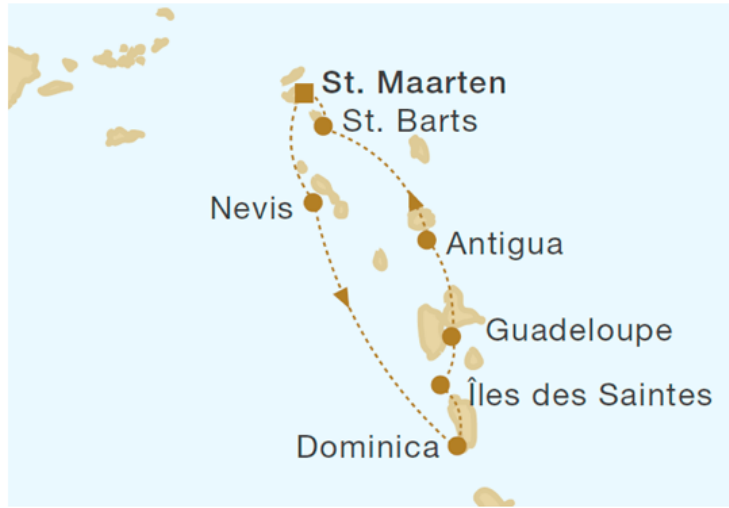 St. Maarten
St. Barts
Nevis
Antigua
Guadeloupe
Îles des Saintes
Dominica